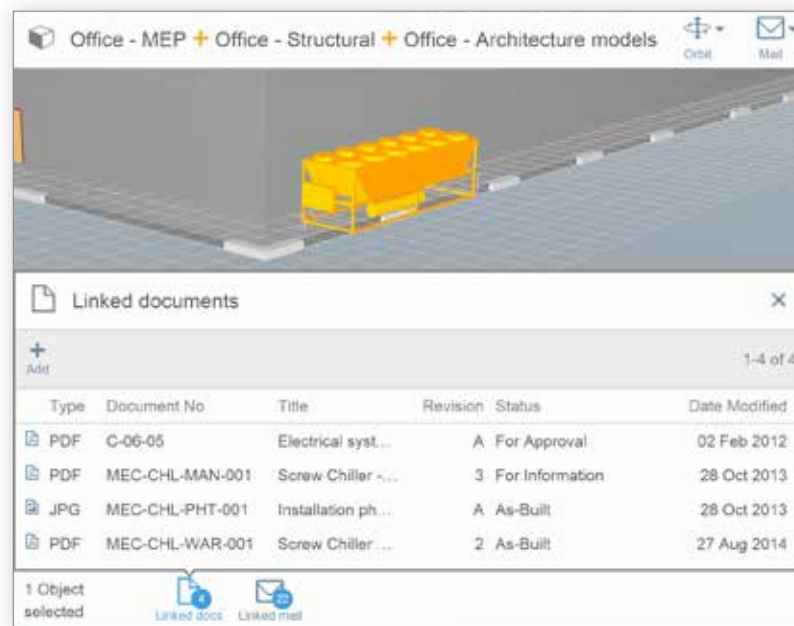 Office - MEP + Office - Structural + Office - Architecture models
Orbit
Mail
Linked documents
Add
1-4 of 4
Type Document No Title Revision Status Date Modified
PDF C-06-05 Electrical syst... A For Approval 02 Feb 2012
PDF MEC-CHL-MAN-001 Screw Chiller -... 3 For Information 28 Oct 2013
JPG MEC-CHL-PHT-001 Installation ph... A As-Built 28 Oct 2013
PDF MEC-CHL-WAR-001 Screw Chiller ... 2 As-Built 27 Aug 2014
1 Object
selected
4
Linked docs
22
Linked mail